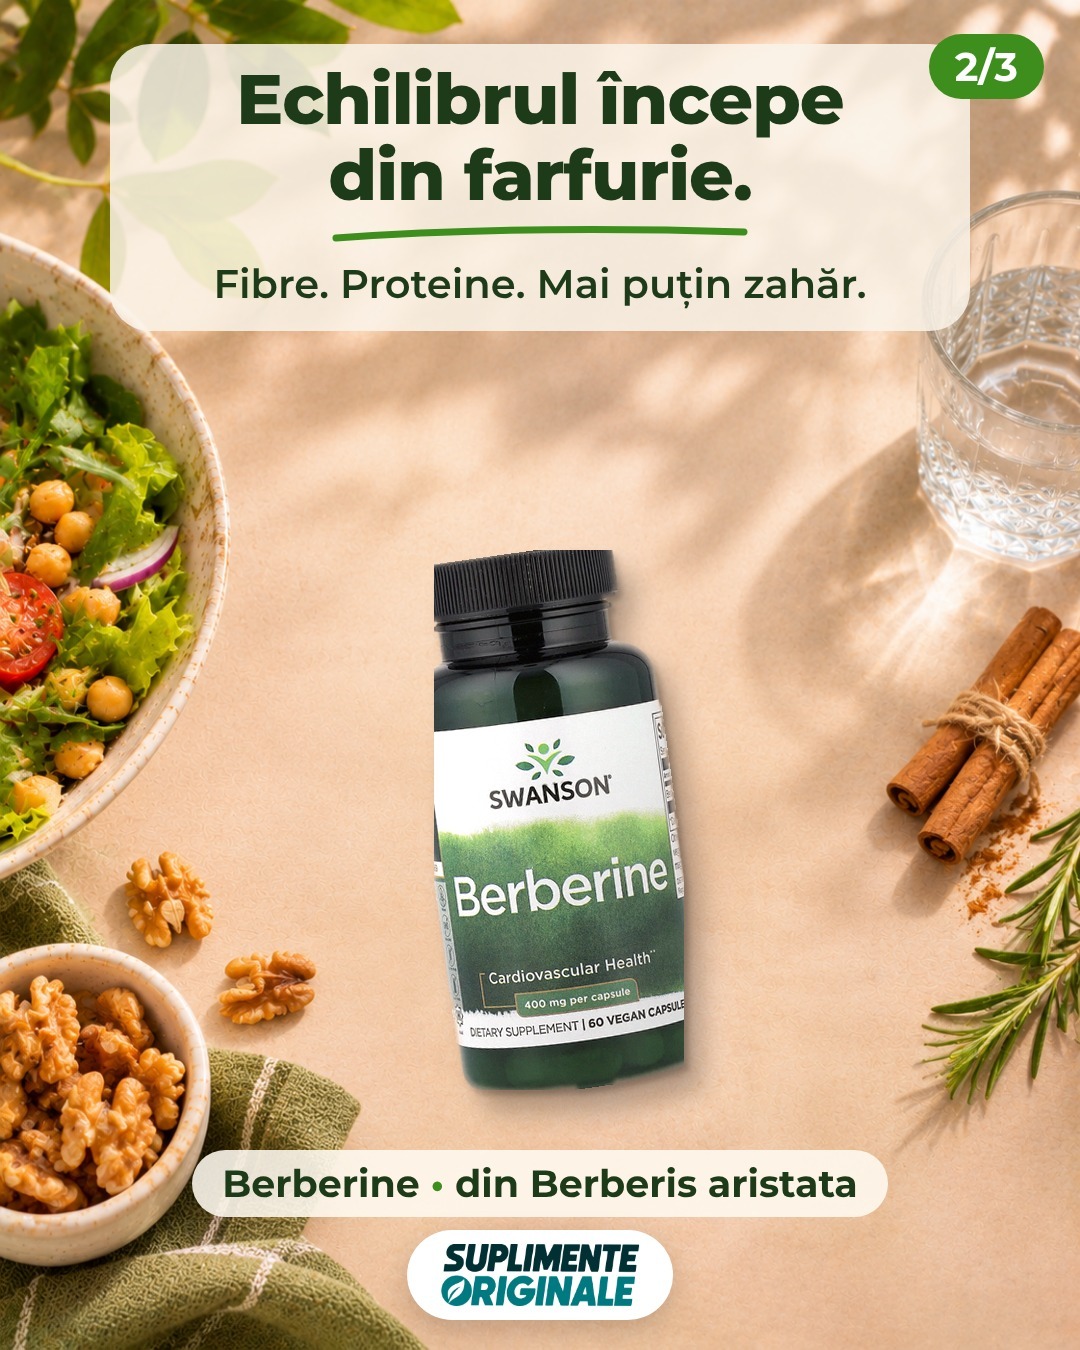 2/3
Echilibrul începe
din farfurie.
Fibre. Proteine. Mai puțin zahăr.
SWANSON®
Berberine
Cardiovascular Health**
400 mg per capsule
DIETARY SUPPLEMENT | 60 VEGAN CAPSULE
Berberine • din Berberis aristata
SUPLIMENTE
ORIGINALE